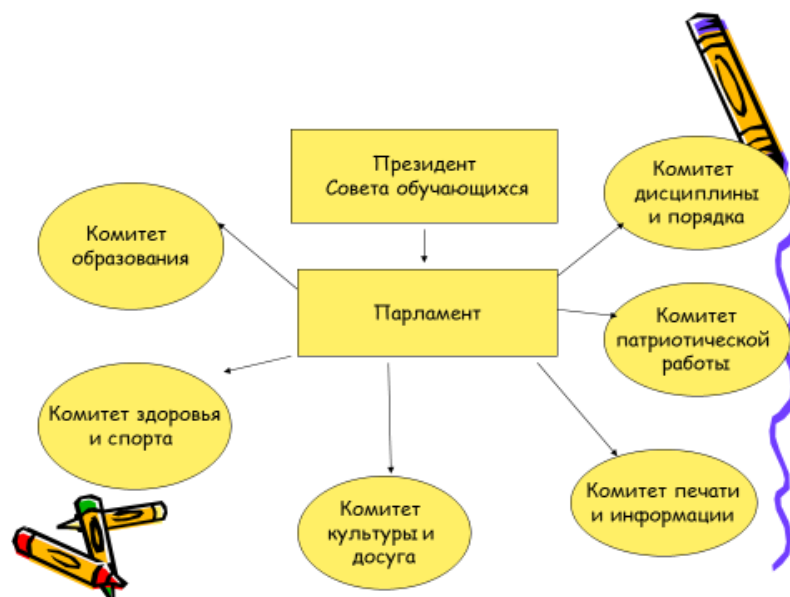 Президент
Совета обучающихся
Комитет
дисциплины
и порядка
Комитет
образования
Парламент
Комитет
патриотической
работы
Комитет здоровья
и спорта
Комитет
культуры и
досуга
Комитет печати
и информации